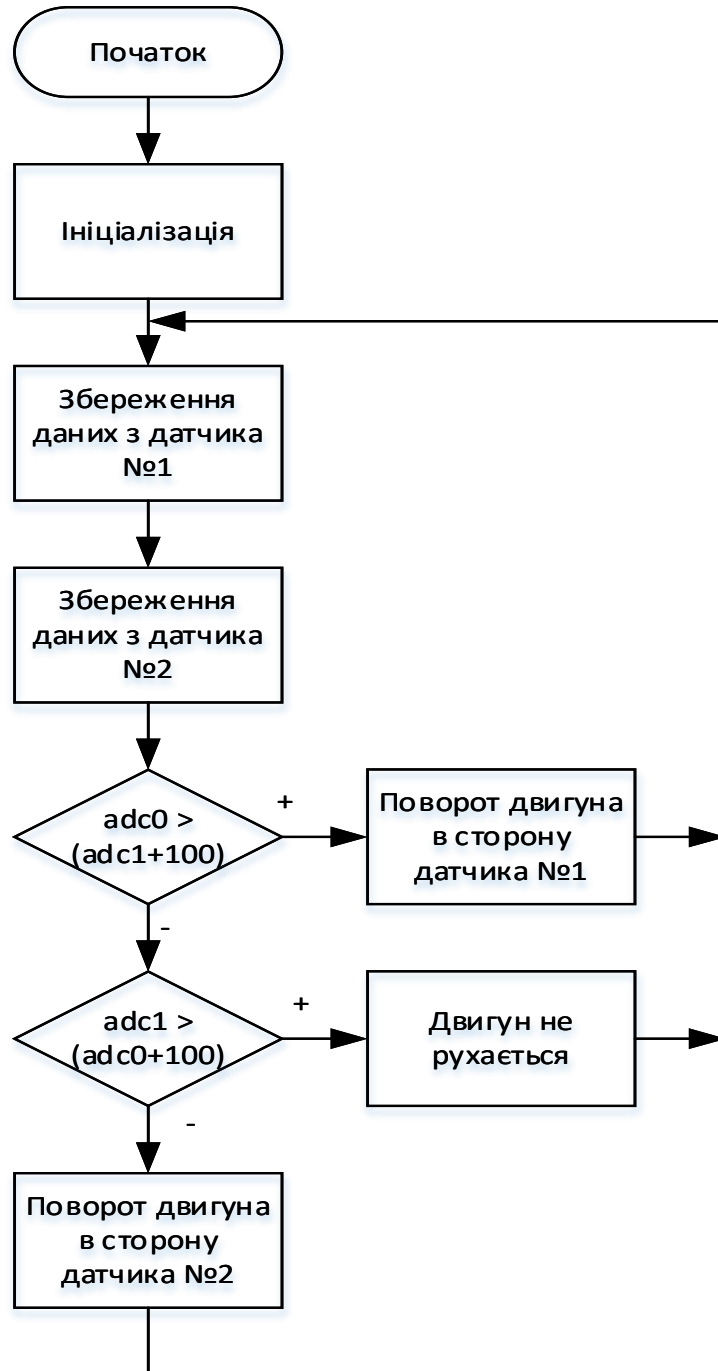 Початок
Ініціалізація
Збереження
даних з датчика
№1
Збереження
даних з датчика
№2
adc0 >
(adc1+100)
+
Поворот двигуна
в сторону
датчика №1
-
adc1 >
(adc0+100)
+
Двигун не
рухається
-
Поворот двигуна
в сторону
датчика №2